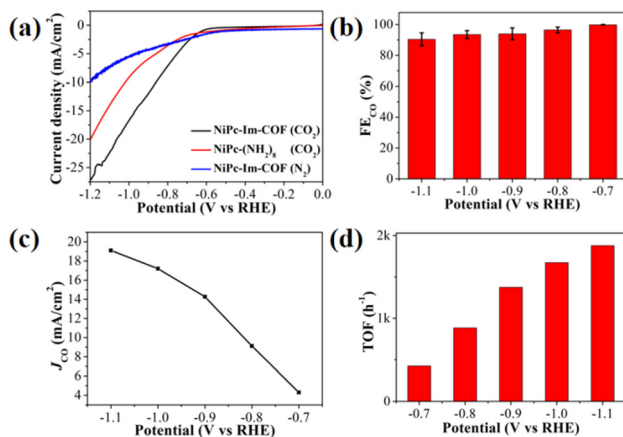 (a)
Current density (mA/cm²)
0
-5
-10
-15
-20
-25
NiPc-Im-COF (CO₂)
NiPc-(NH₂)₈ (CO₂)
NiPc-Im-COF (N₂)
-1.2 -1.0 -0.8 -0.6 -0.4 -0.2 0.0
Potential (V vs RHE)
(b)
FE_CO (%)
100
80
60
40
20
0
-1.1 -1.0 -0.9 -0.8 -0.7
Potential (V vs RHE)
(c)
J_CO (mA/cm²)
20
18
16
14
12
10
8
6
4
-1.1 -1.0 -0.9 -0.8 -0.7
Potential (V vs RHE)
(d)
TOF (h⁻¹)
2k
1k
0
-0.7 -0.8 -0.9 -1.0 -1.1
Potential (V vs RHE)